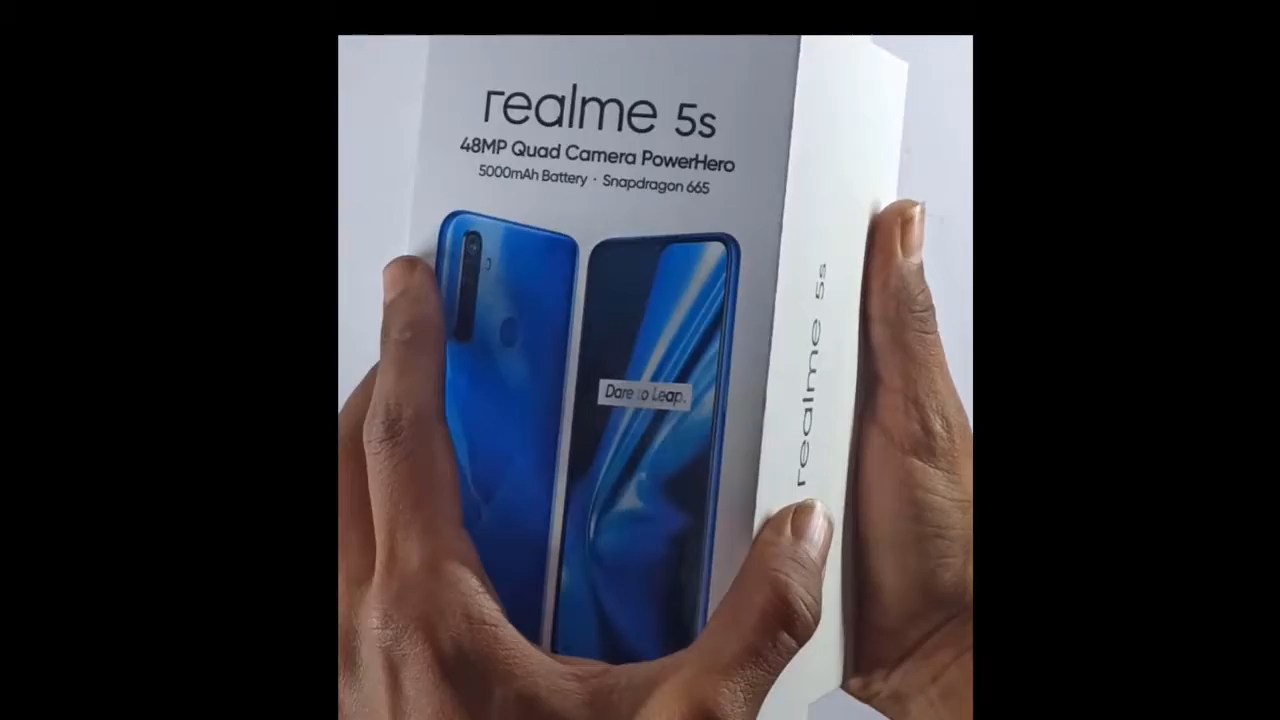 realme 5s
48MP Quad Camera PowerHero
5000mAh Battery · Snapdragon 665
Dare to Leap.
realme 5s